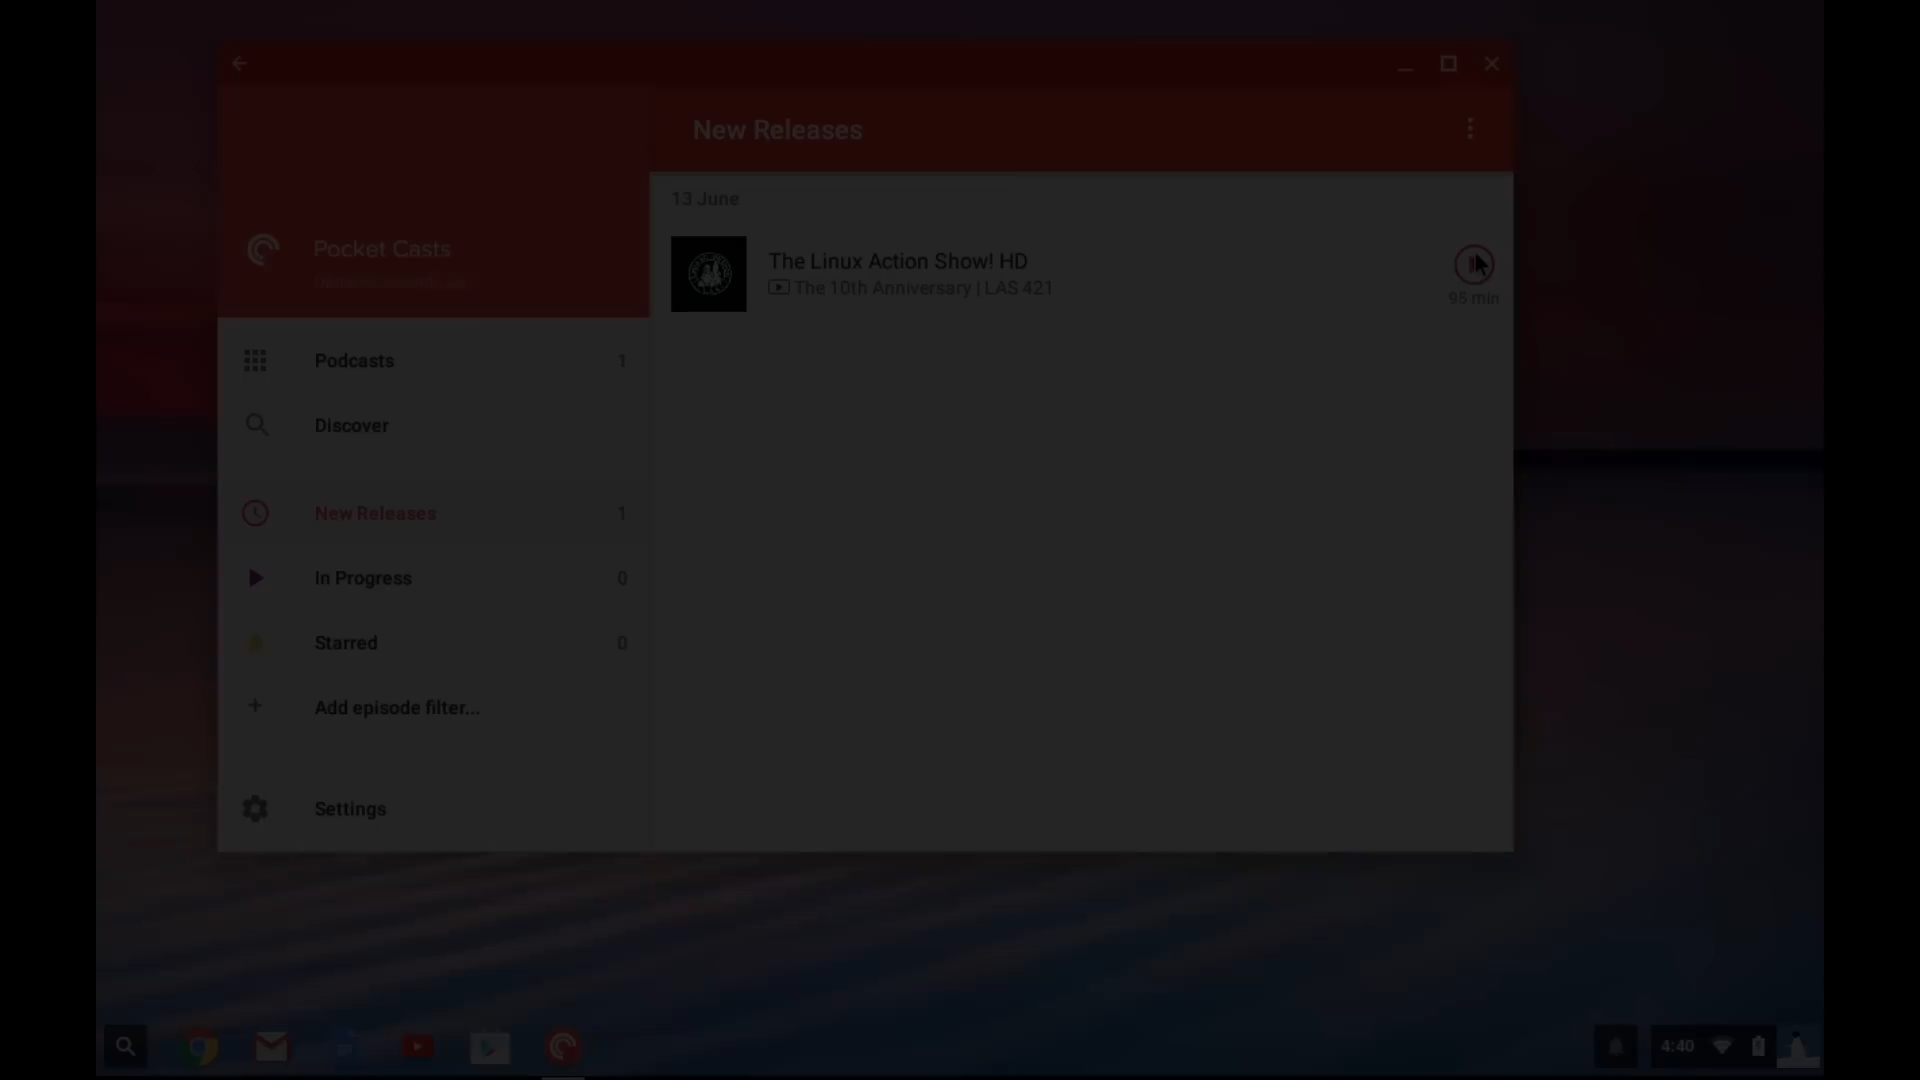 New Releases
13 June
Pocket Casts
The Linux Action Show! HD
The 10th Anniversary | LAS 421
95 min
Podcasts 1
Discover
New Releases 1
In Progress 0
Starred 0
Add episode filter...
Settings
4:40